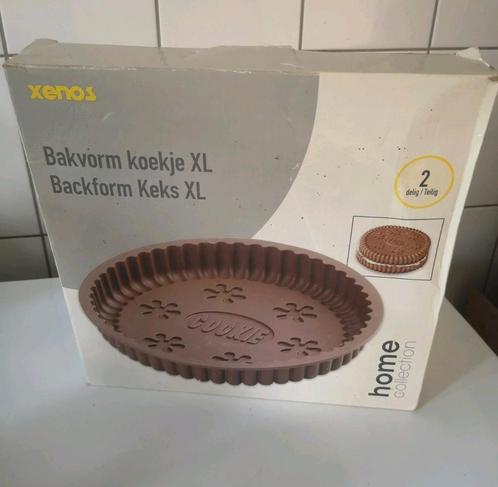 xenos
Bakvorm koekje XL
Backform Keks XL
2
delig / Teilig
COOKIE
home
collection